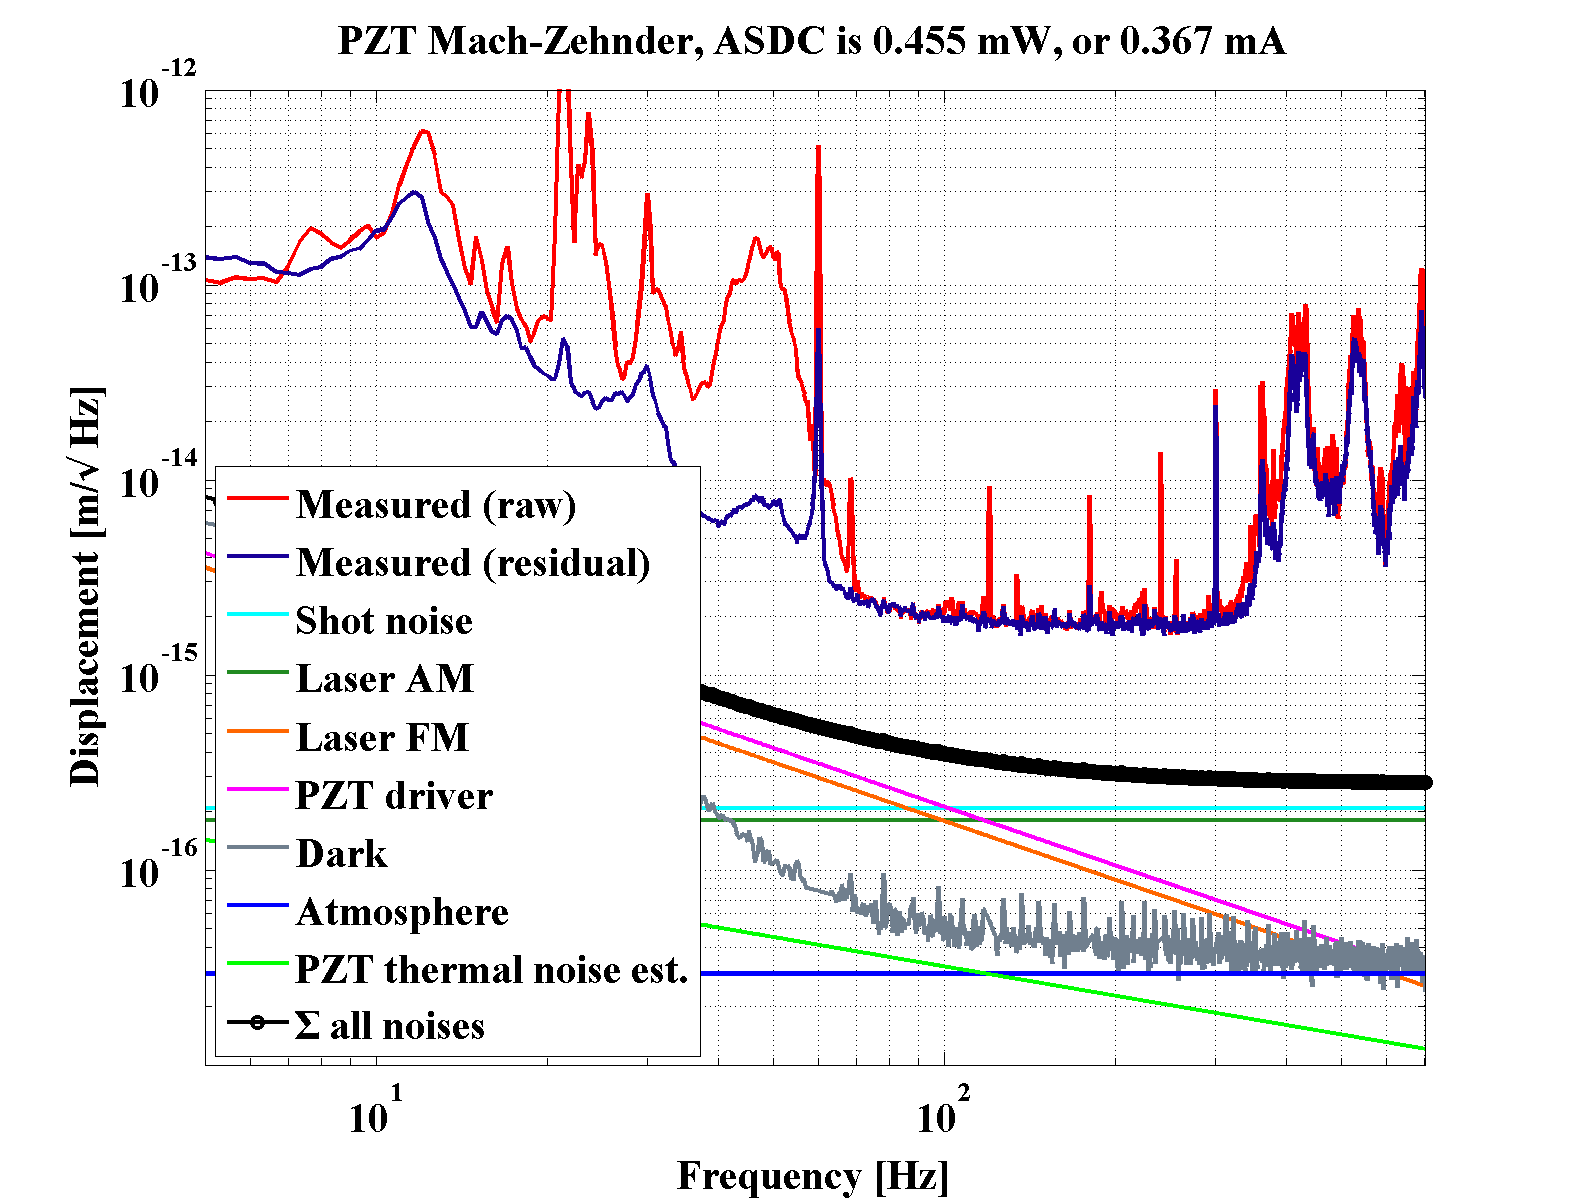 PZT Mach-Zehnder, ASDC is 0.455 mW, or 0.367 mA
10^-12
10^-13
10^-14
10^-15
10^-16
Displacement [m/√ Hz]
Measured (raw)
Measured (residual)
Shot noise
Laser AM
Laser FM
PZT driver
Dark
Atmosphere
PZT thermal noise est.
Σ all noises
10^1
10^2
Frequency [Hz]